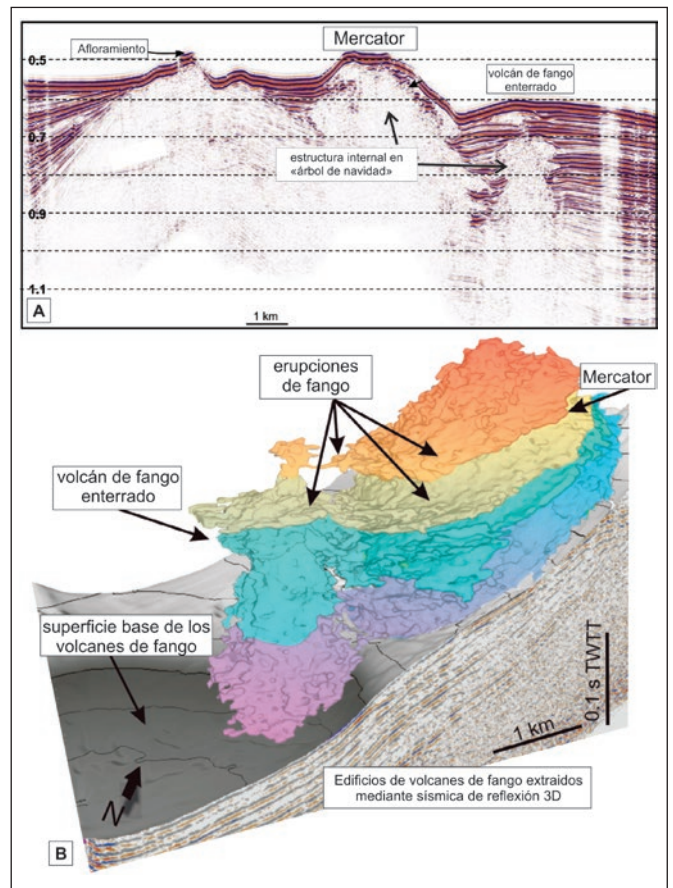 Afloramiento
Mercator
volcán de fango
enterrado
0.5
0.7
estructura internal en
«árbol de navidad»
0.9
1.1
A
1 km
erupciones
de fango
Mercator
volcán de fango
enterrado
superficie base de los
volcanes de fango
0.1 s TWTT
1 km
N
Edificios de volcanes de fango extraidos
mediante sísmica de reflexión 3D
B